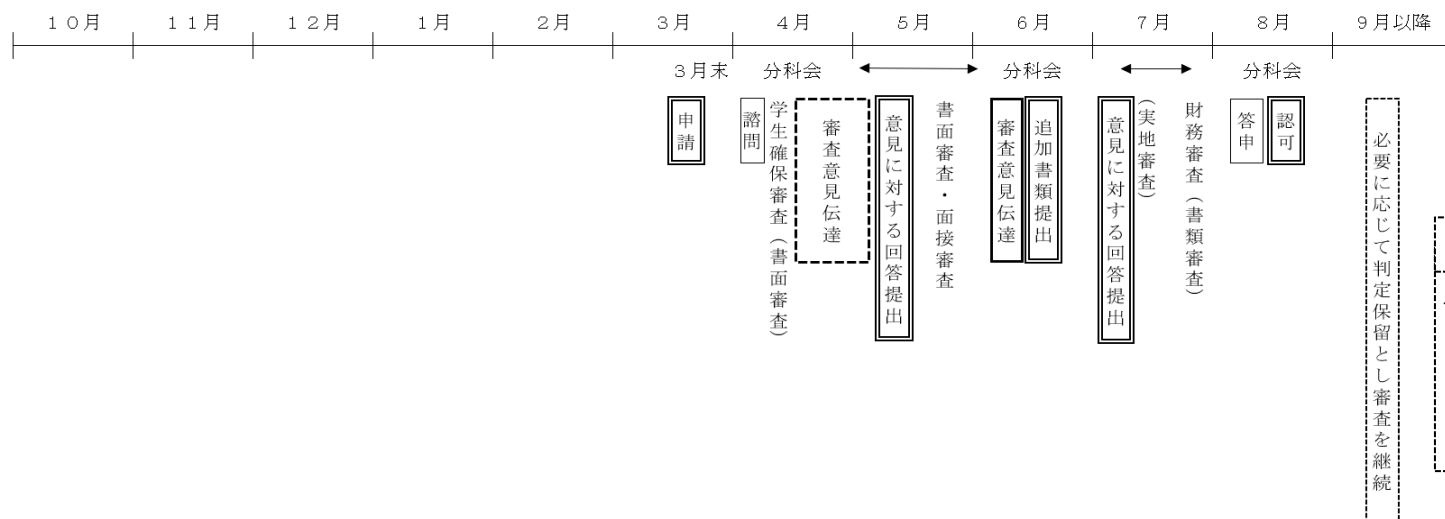 １０月
１１月
１２月
１月
２月
３月
４月
５月
６月
７月
８月
９月以降
３月末
分科会
分科会
分科会
申請
諮問
学生確保審査（書面審査）
審査意見伝達
意見に対する回答提出
書面審査・面接審査
審査意見伝達
追加書類提出
意見に対する回答提出
（実地審査）
財務審査（書類審査）
答申
認可
必要に応じて判定保留とし審査を継続